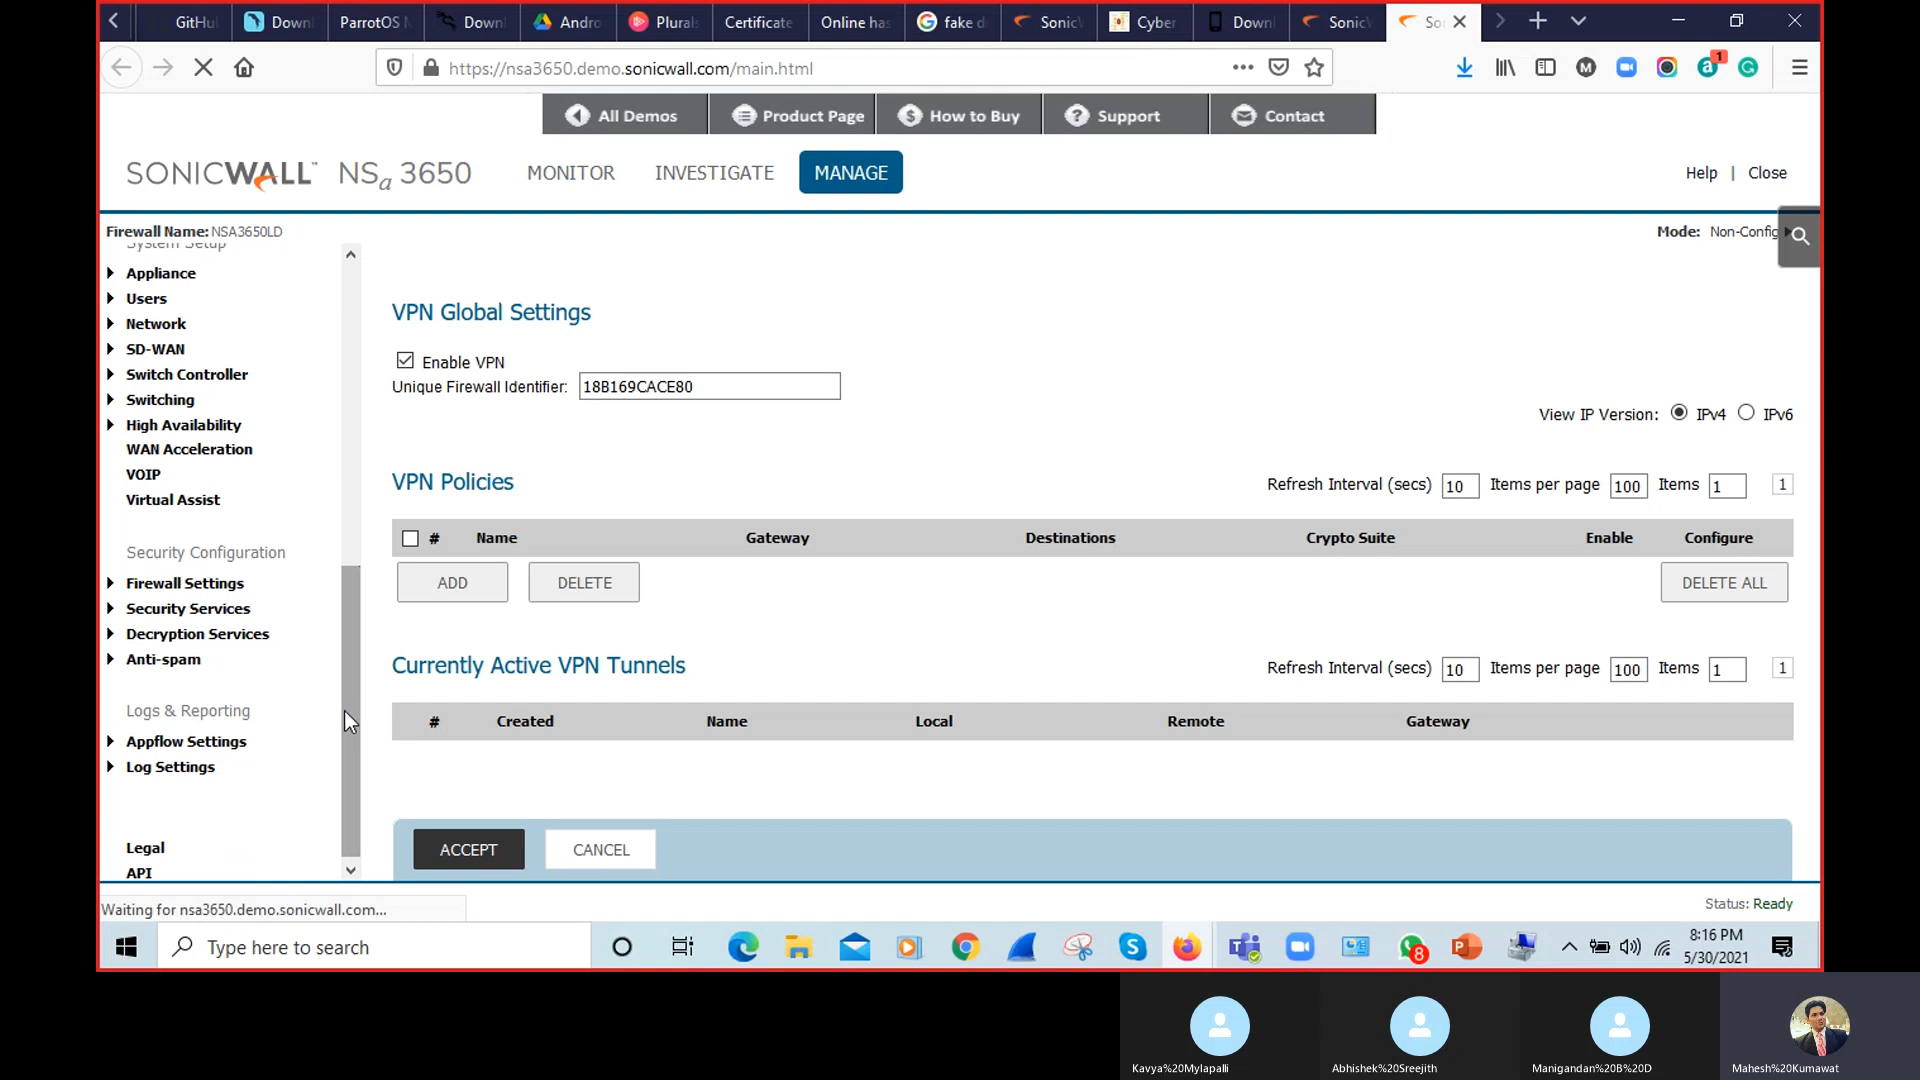 GitHu Down ParrotOS Down Andro Plural Certificate Online has fake d Sonic Cyber Down Sonic So
https://nsa3650.demo.sonicwall.com/main.html
1
All Demos Product Page How to Buy Support Contact
SONICWALL™ NSa 3650 MONITOR INVESTIGATE MANAGE Help | Close
Firewall Name: NSA3650LD Mode: Non-Config
System Setup
Appliance
Users
Network
SD-WAN
Switch Controller
Switching
High Availability
WAN Acceleration
VOIP
Virtual Assist
Security Configuration
Firewall Settings
Security Services
Decryption Services
Anti-spam
Logs & Reporting
Appflow Settings
Log Settings
Legal
API
VPN Global Settings
Enable VPN
Unique Firewall Identifier: 18B169CACE80
View IP Version: IPv4 IPv6
VPN Policies Refresh Interval (secs) 10 Items per page 100 Items 1 1
# Name Gateway Destinations Crypto Suite Enable Configure
ADD DELETE DELETE ALL
Currently Active VPN Tunnels Refresh Interval (secs) 10 Items per page 100 Items 1 1
# Created Name Local Remote Gateway
ACCEPT CANCEL
Waiting for nsa3650.demo.sonicwall.com... Status: Ready
Type here to search 8 8:16 PM
5/30/2021
Kavya%20Mylapalli Abhishek%20Sreejith Manigandan%20B%20D Mahesh%20Kumawat